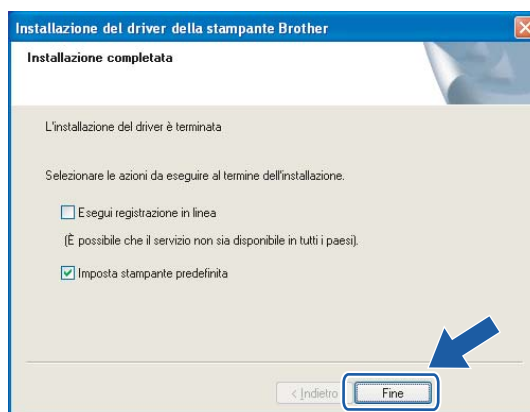 Installazione del driver della stampante Brother
Installazione completata
L'installazione del driver è terminata
Selezionare le azioni da eseguire al termine dell'installazione.
Esegui registrazione in linea
(È possibile che il servizio non sia disponibile in tutti i paesi).
Imposta stampante predefinita
< Indietro
Fine